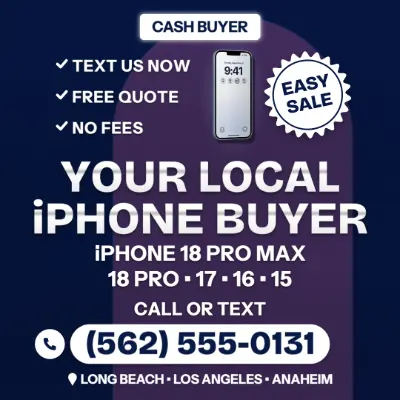 CASH BUYER
✓ TEXT US NOW
✓ FREE QUOTE
✓ NO FEES
9:41
EASY
SALE
YOUR LOCAL
iPHONE BUYER
iPHONE 18 PRO MAX
18 PRO ▪ 17 ▪ 16 ▪ 15
CALL OR TEXT
(562) 555-0131
LONG BEACH ▪ LOS ANGELES ▪ ANAHEIM